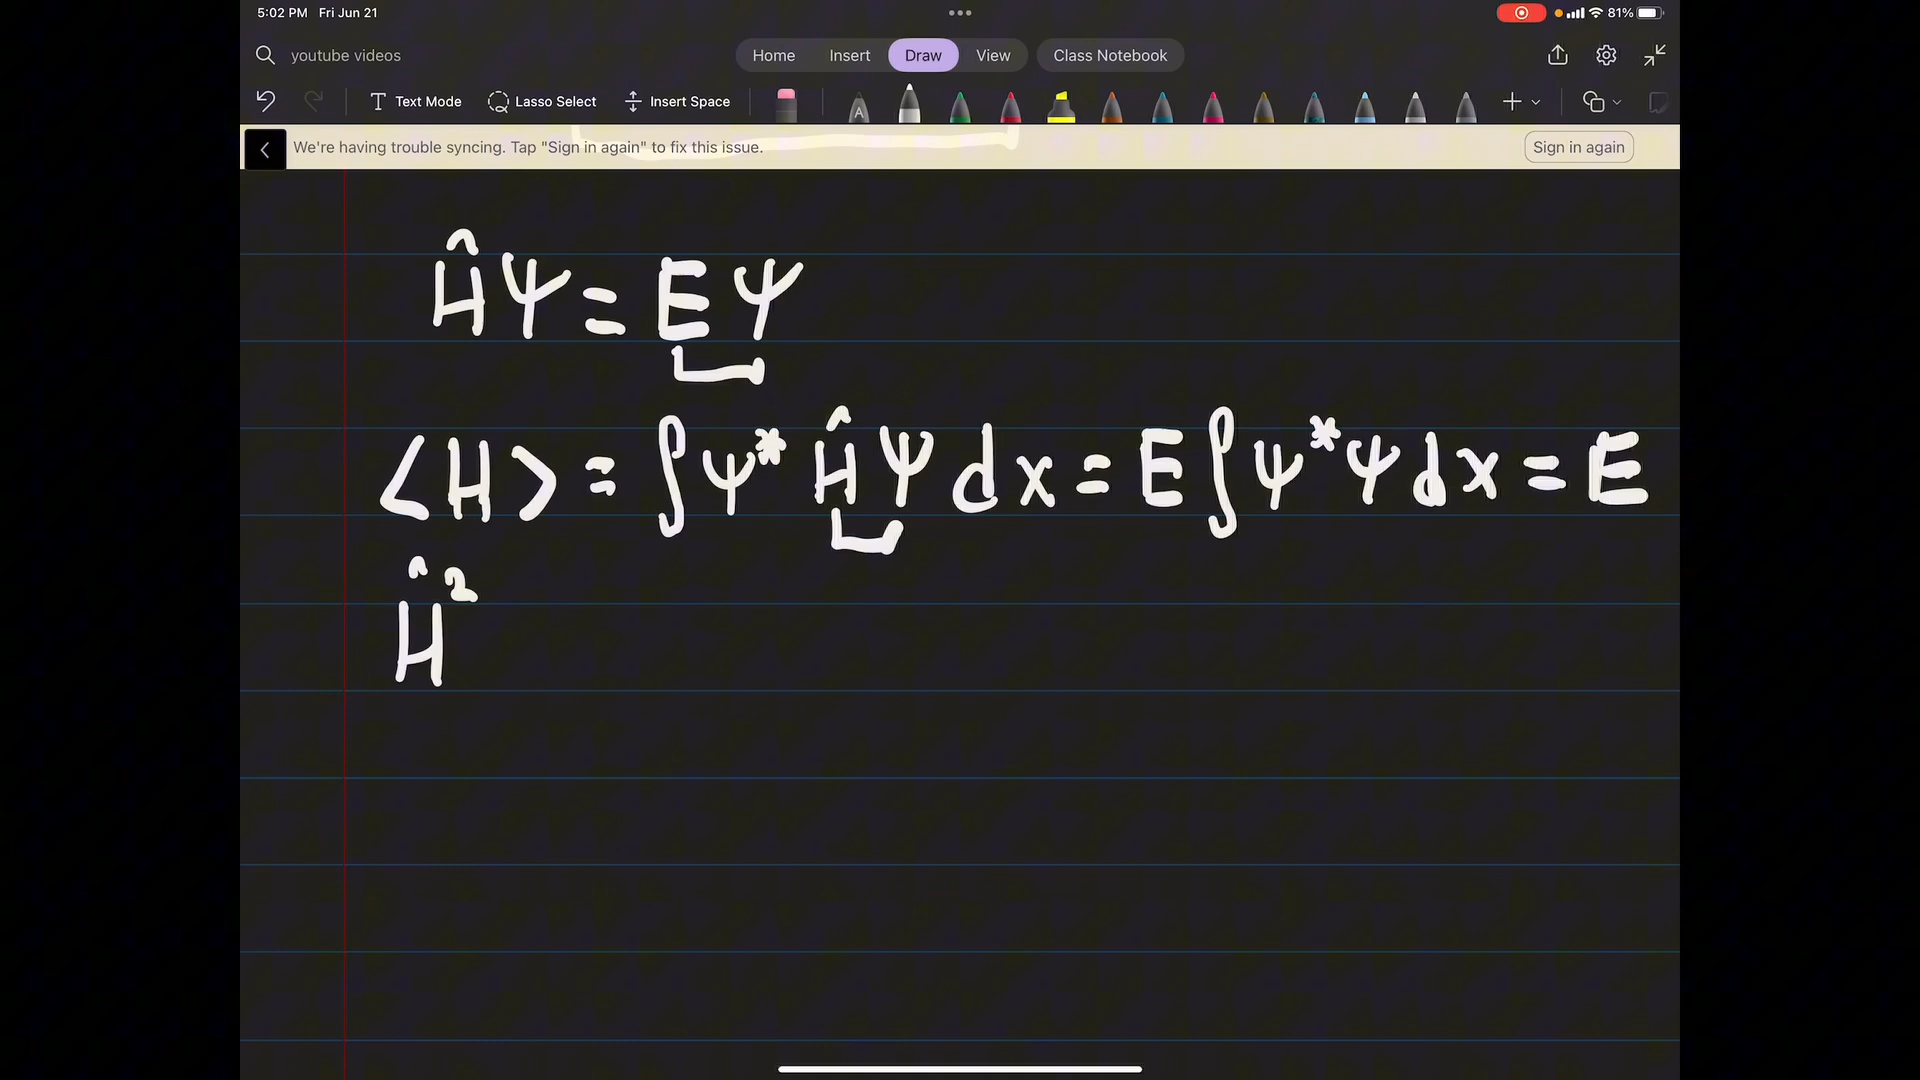 5:02 PM Fri Jun 21
81%
youtube videos
Home Insert Draw View Class Notebook
Text Mode Lasso Select Insert Space A
We're having trouble syncing. Tap "Sign in again" to fix this issue.
Sign in again
ĤΨ = EΨ
<H> = ∫Ψ* ĤΨ dx = E∫Ψ*Ψdx = E
Ĥ²